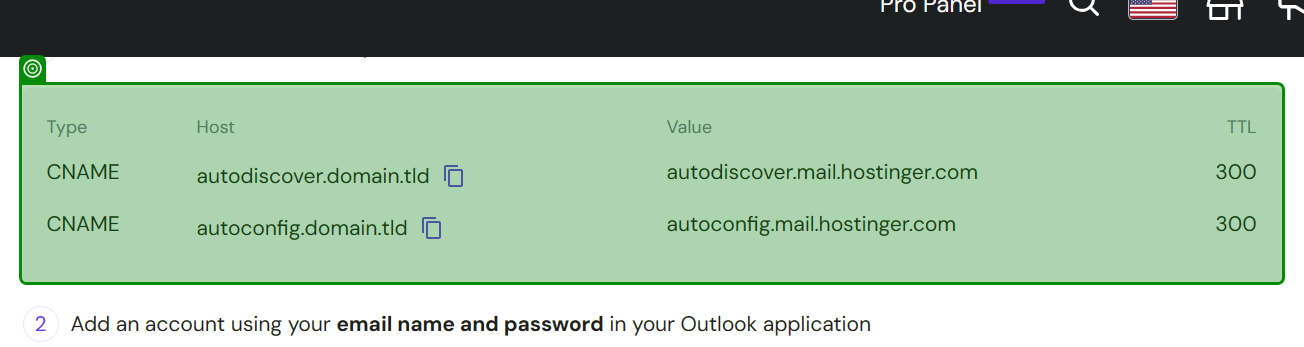 Pro Panel
Type Host Value TTL
CNAME autodiscover.domain.tld autodiscover.mail.hostinger.com 300
CNAME autoconfig.domain.tld autoconfig.mail.hostinger.com 300
2 Add an account using your email name and password in your Outlook application